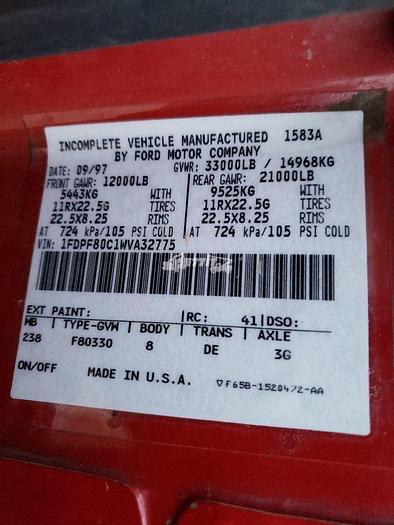 INCOMPLETE VEHICLE MANUFACTURED 1583A
BY FORD MOTOR COMPANY
DATE: 09/97 GVWR: 33000LB / 14968KG
FRONT GAWR: 12000LB REAR GAWR: 21000LB
5443KG WITH 9525KG WITH
11RX22.5G TIRES 11RX22.5G TIRES
22.5X8.25 RIMS 22.5X8.25 RIMS
AT 724 kPa/105 PSI COLD AT 724 kPa/105 PSI COLD
VIN: 1FDPF80C1WVA32775
EXT PAINT: RC: 41 DSO:
WB TYPE-GVW BODY TRANS AXLE
238 F80330 8 DE 3G
ON/OFF
MADE IN U.S.A. ▽F65B-1520472-AA